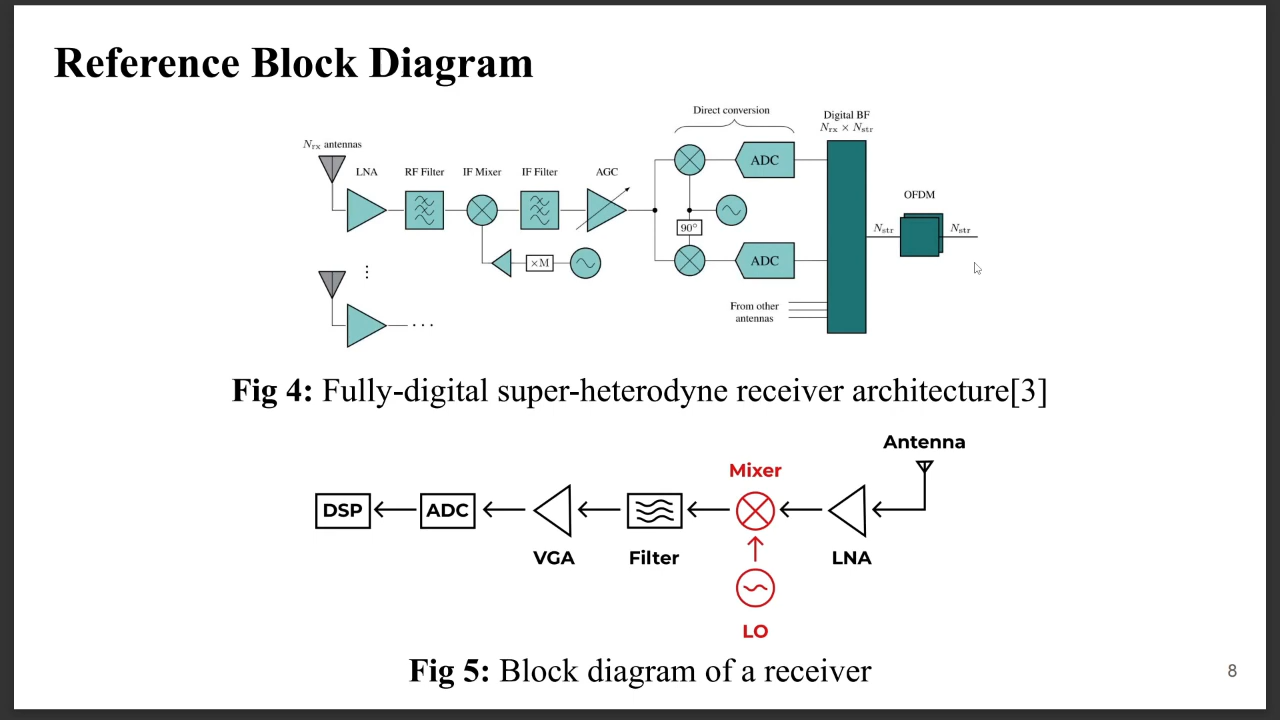 Reference Block Diagram
Direct conversion
Digital BF
N_rx × N_str
N_rx antennas
LNA
RF Filter
IF Mixer
IF Filter
AGC
ADC
OFDM
90°
N_str
N_str
×M
ADC
From other
antennas
Fig 4: Fully-digital super-heterodyne receiver architecture[3]
Antenna
Mixer
DSP
ADC
VGA
Filter
LNA
LO
Fig 5: Block diagram of a receiver
8